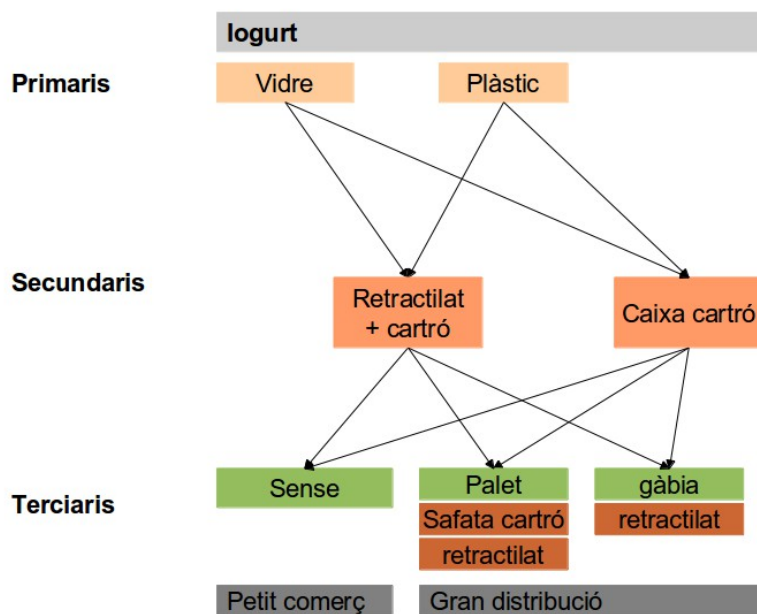 Iogurt
Primaris
Vidre
Plàstic
Secundaris
Retractilat
+ cartró
Caixa cartró
Terciaris
Sense
Palet
gàbia
Safata cartró
retractilat
retractilat
Petit comerç
Gran distribució